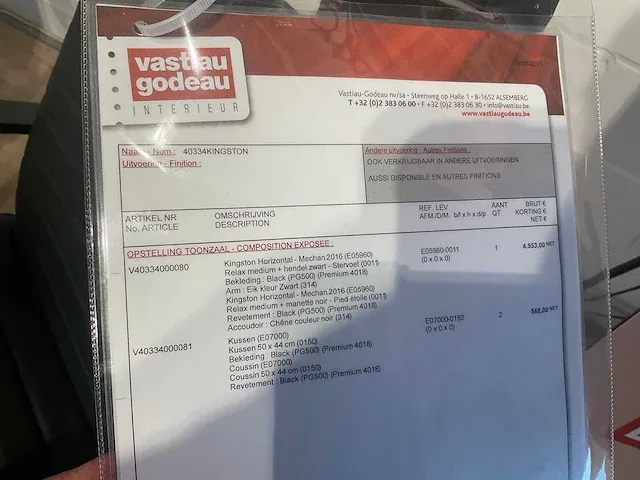 vastiau
godeau
INTERIEUR
Vastiau-Godeau nv/sa • Steenweg op Halle 1 • B-1652 ALSEMBERG
T +32 (0)2 383 06 00 • F +32 (0)2 383 06 30 • info@vastiau.be
www.vastiaugodeau.be
Naam - Nom : 40334KINGSTON
Uitvoering - Finition :
Andere uitvoering - Autres Finitions :
OOK VERKRIJGBAAR IN ANDERE UITVOERINGEN
AUSSI DISPONIBLE EN AUTRES FINITIONS
ARTIKEL NR OMSCHRIJVING REF. LEV AANT BRUT €
No. ARTICLE DESCRIPTION AFM./DIM. b/l x h x d/p QT KORTING €
NET €
OPSTELLING TOONZAAL - COMPOSITION EXPOSEE :
V40334000080 Kingston Horizontal - Mechan.2016 (E05960) E05960-0011 1 4.553,00 NET
Relax medium + hendel zwart - Stervoet (0011) (0 x 0 x 0)
Bekleding : Black (PG500) (Premium 4018)
Arm : Eik kleur Zwart (314)
Kingston Horizontal - Mechan.2016 (E05960)
Relax medium + manette noir - Pied étoile (0011)
Revetement : Black (PG500) (Premium 4018)
Accoudoir : Chêne couleur noir (314)
V40334000081 Kussen (E07000) E07000-0150 2 568,00 NET
Kussen 50 x 44 cm (0150) (0 x 0 x 0)
Bekleding : Black (PG500) (Premium 4018)
Coussin (E07000)
Coussin 50 x 44 cm (0150)
Revetement : Black (PG500) (Premium 4018)